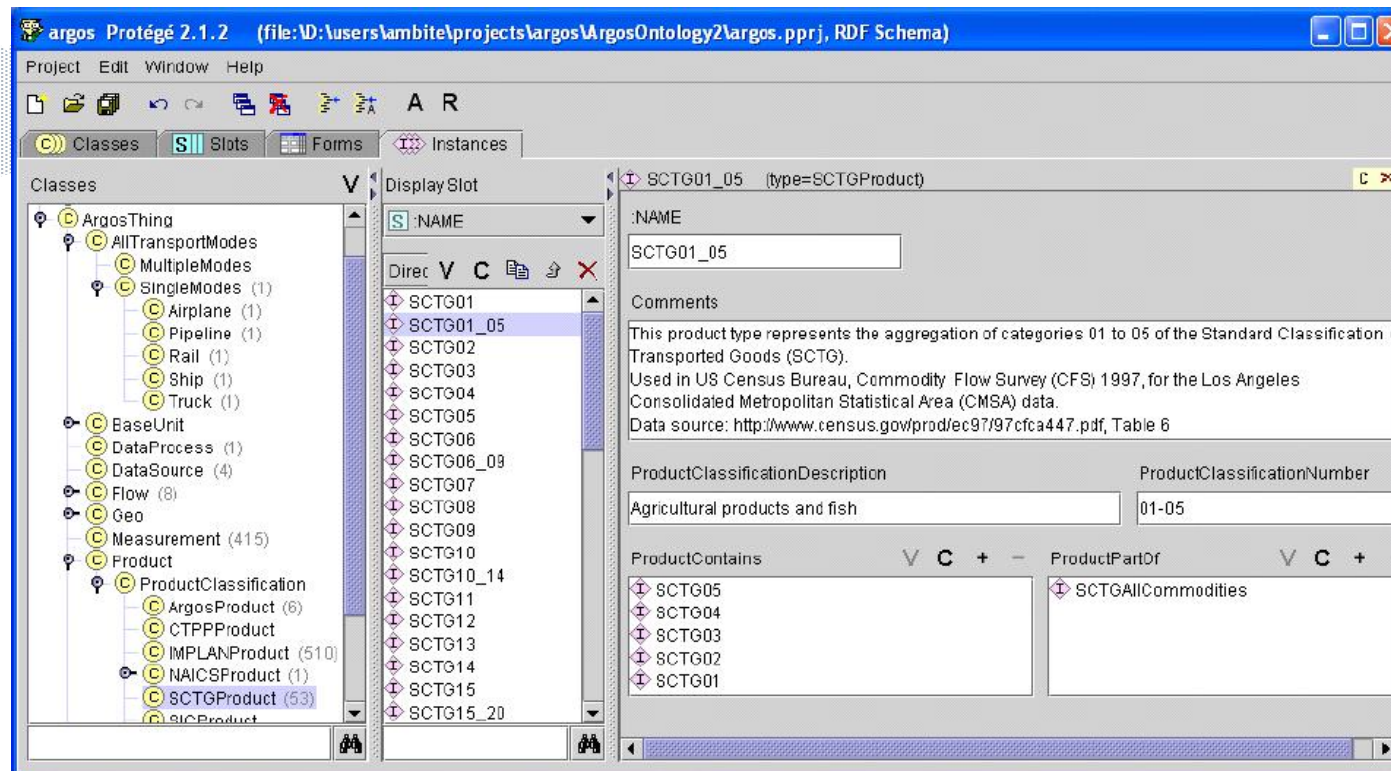 argos Protégé 2.1.2 (file:\D:\users\ambite\projects\argos\ArgosOntology2\argos.pprj, RDF Schema)
Project Edit Window Help
A R
C Classes S Slots Forms I Instances
Classes V
C ArgosThing
C AllTransportModes
C MultipleModes
C SingleModes (1)
C Airplane (1)
C Pipeline (1)
C Rail (1)
C Ship (1)
C Truck (1)
C BaseUnit
C DataProcess (1)
C DataSource (4)
C Flow (8)
C Geo
C Measurement (415)
C Product
C ProductClassification
C ArgosProduct (6)
C CTPPProduct
C IMPLANProduct (510)
C NAICSProduct (1)
C SCTGProduct (53)
C SICProduct
Display Slot
S :NAME
Direc V C
I SCTG01
I SCTG01_05
I SCTG02
I SCTG03
I SCTG04
I SCTG05
I SCTG06
I SCTG06_09
I SCTG07
I SCTG08
I SCTG09
I SCTG10
I SCTG10_14
I SCTG11
I SCTG12
I SCTG13
I SCTG14
I SCTG15
I SCTG15_20
I SCTG01_05 (type=SCTGProduct) C
:NAME
SCTG01_05
Comments
This product type represents the aggregation of categories 01 to 05 of the Standard Classification
Transported Goods (SCTG).
Used in US Census Bureau, Commodity Flow Survey (CFS) 1997, for the Los Angeles
Consolidated Metropolitan Statistical Area (CMSA) data.
Data source: http://www.census.gov/prod/ec97/97cfca447.pdf, Table 6
ProductClassificationDescription ProductClassificationNumber
Agricultural products and fish 01-05
ProductContains V C + − ProductPartOf V C +
I SCTG05 I SCTGAllCommodities
I SCTG04
I SCTG03
I SCTG02
I SCTG01